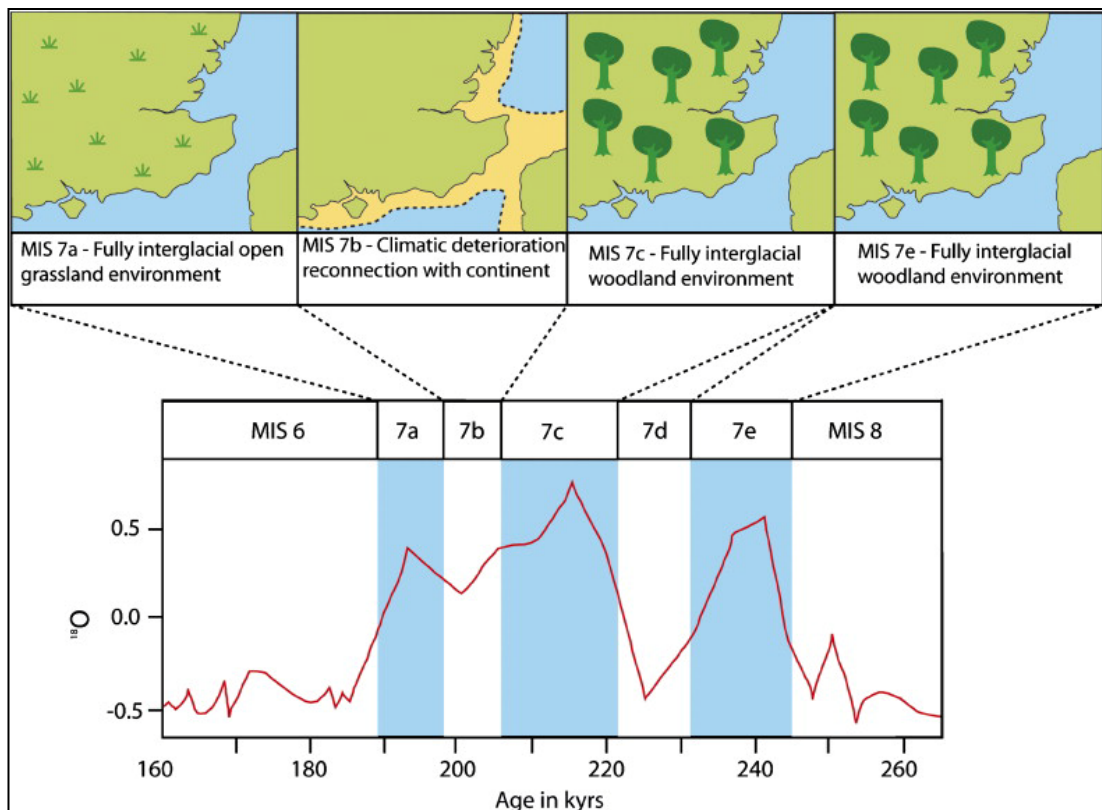 MIS 7a - Fully interglacial open
grassland environment
MIS 7b - Climatic deterioration
reconnection with continent
MIS 7c - Fully interglacial
woodland environment
MIS 7e - Fully interglacial
woodland environment
MIS 6
7a
7b
7c
7d
7e
MIS 8
0.5
0.0
-0.5
¹⁸O
160
180
200
220
240
260
Age in kyrs